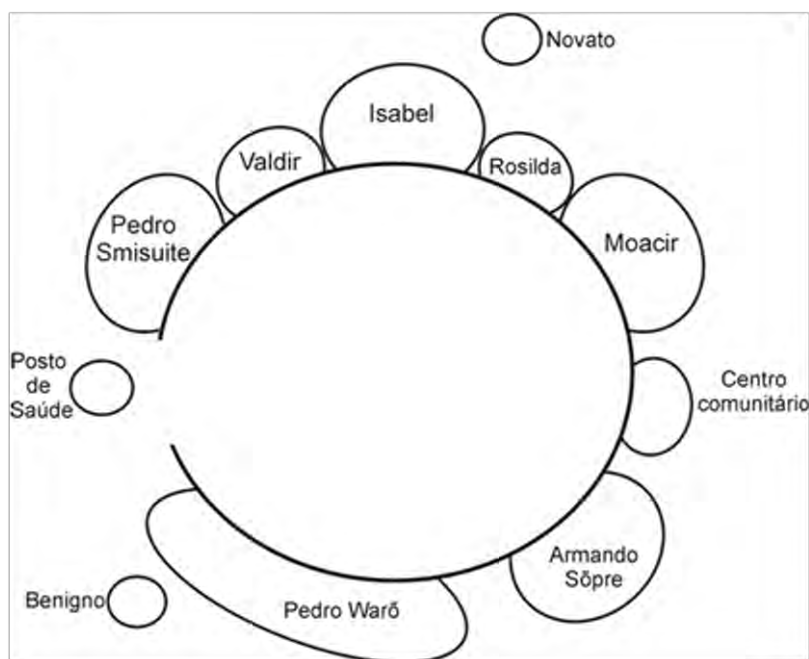 Novato
Isabel
Valdir
Rosilda
Pedro
Smisuite
Moacir
Posto
de
Saúde
Centro
comunitário
Armando
Sõpre
Benigno
Pedro Warõ